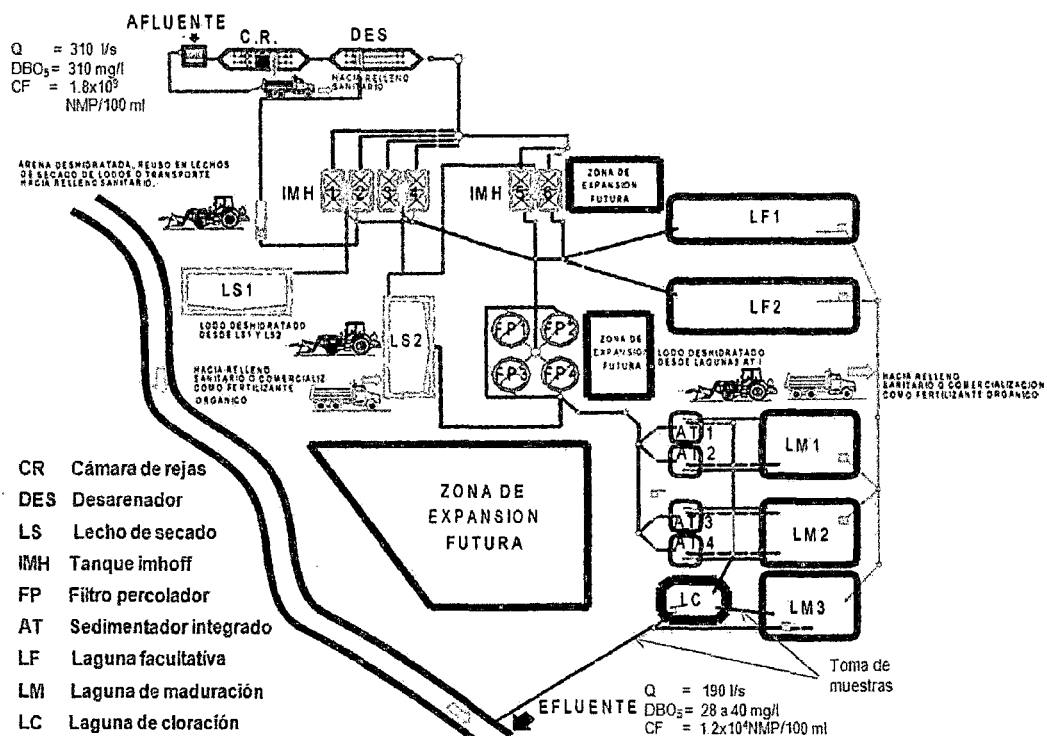 AFLUENTE
Q = 310 l/s
DBO5 = 310 mg/l
CF = 1.8x10⁹
NMP/100 ml
C.R.
DES
HACIA RELLENO
SANITARIO
ARENA DESHIDRATADA, REUSO EN LECHOS
DE SECADO DE LODOS O TRANSPORTE
HACIA RELLENO SANITARIO.
IMH 1 2 3 4
IMH 5 6
ZONA DE
EXPANSION
FUTURA
LF1
LF2
LS1
LODO DESHIDRATADO
DESDE LS1 Y LS2
LS2
HACIA RELLENO
SANITARIO O COMERCIALIZ
COMO FERTILIZANTE
ORGANICO
FP1 FP2
FP3 FP4
ZONA DE
EXPANSION
FUTURA
LODO DESHIDRATADO
DESDE LAGUNAS AT I
HACIA RELLENO
SANITARIO O COMERCIALIZACION
COMO FERTILIZANTE ORGANICO
AT 1
AT 2
LM1
AT 3
AT 4
LM2
LC
LM3
ZONA DE
EXPANSION
FUTURA
CR Cámara de rejas
DES Desarenador
LS Lecho de secado
IMH Tanque imhoff
FP Filtro percolador
AT Sedimentador integrado
LF Laguna facultatíva
LM Laguna de maduración
LC Laguna de cloracíón
Toma de
muestras
EFLUENTE
Q = 190 l/s
DBO5 = 28 a 40 mg/l
CF = 1.2x10⁴NMP/100 ml